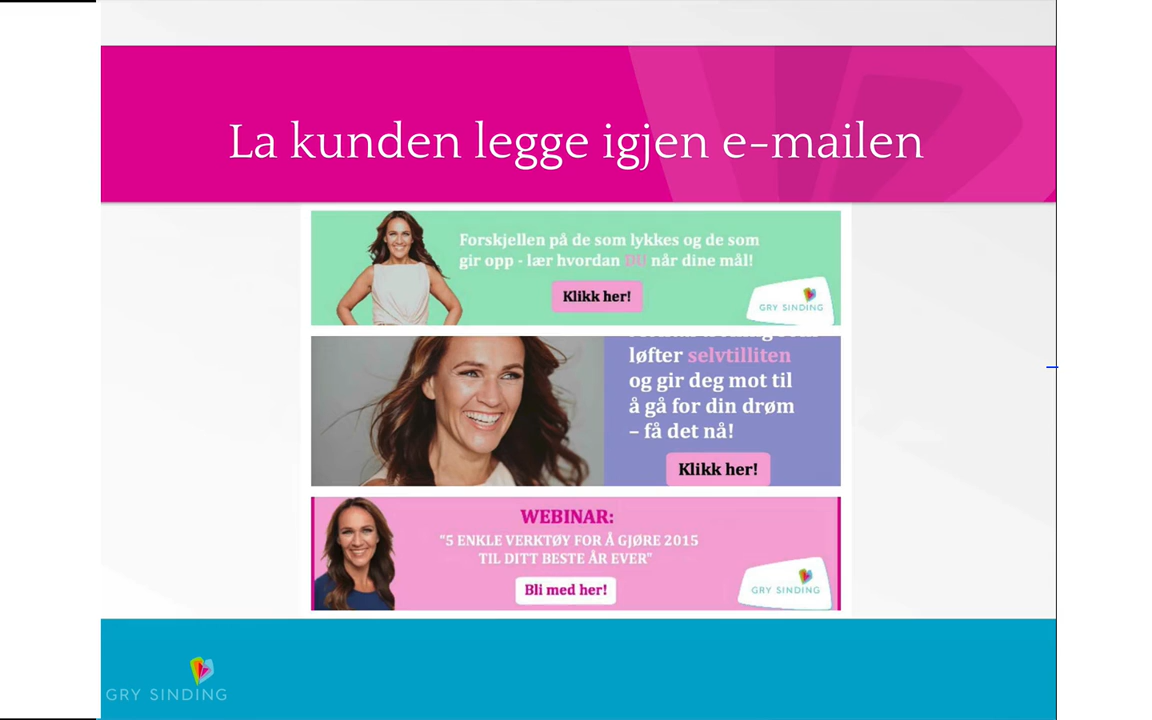 La kunden legge igjen e-mailen
Forskjellen på de som lykkes og de som
gir opp - lær hvordan DU når dine mål!
Klikk her!
GRY SINDING
løfter selvtilliten
og gir deg mot til
å gå for din drøm
– få det nå!
Klikk her!
WEBINAR:
"5 ENKLE VERKTØY FOR Å GJØRE 2015
TIL DITT BESTE ÅR EVER"
Bli med her!
GRY SINDING
GRY SINDING